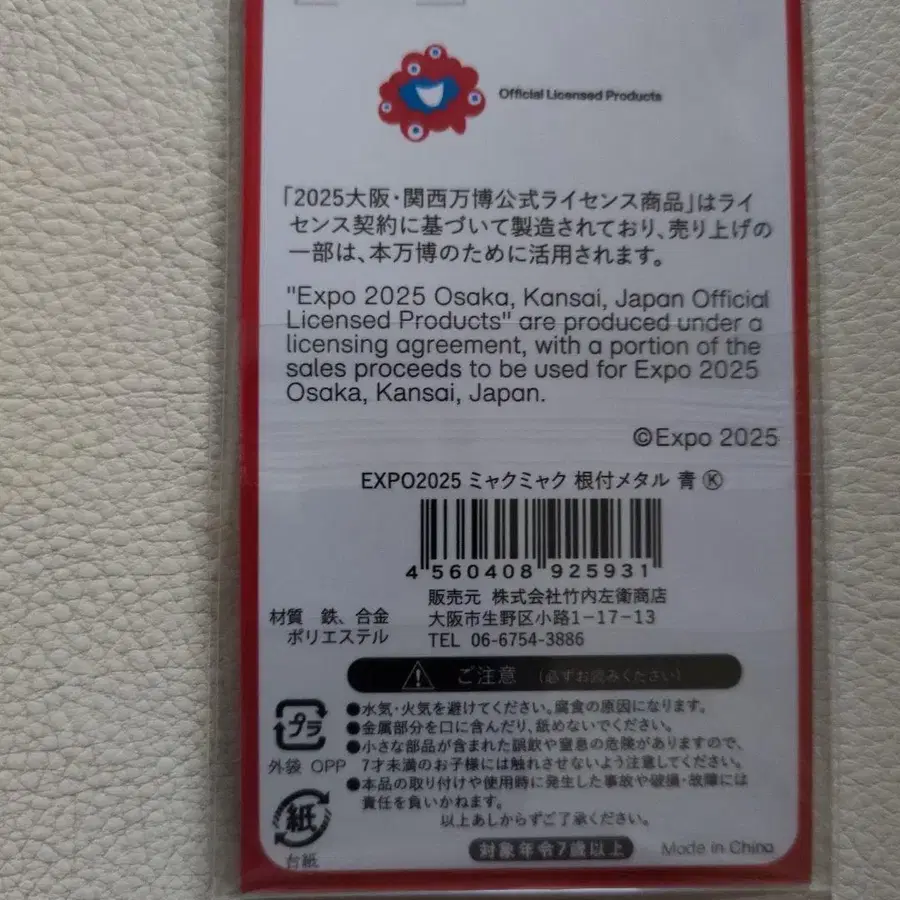 Official Licensed Products
「2025大阪・関西万博公式ライセンス商品」はライ
センス契約に基づいて製造されており、売り上げの
一部は、本万博のために活用されます。
"Expo 2025 Osaka, Kansai, Japan Official
Licensed Products" are produced under a
licensing agreement, with a portion of the
sales proceeds to be used for Expo 2025
Osaka, Kansai, Japan.
©Expo 2025
EXPO2025 ミャクミャク 根付メタル 青 Ⓚ
4 560408 925931
販売元 株式会社竹内左衛商店
大阪市生野区小路1-17-13
TEL 06-6754-3886
材質 鉄、合金
ポリエステル
ご注意 (必ずお読みください)
●水気・火気を避けてください。腐食の原因になります。
●金属部分を口に含んだり、舐めないでください。
●小さな部品が含まれた誤飲や窒息の危険がありますので、
7才未満のお子様には触れさせないよう注意してください。
●本品の取り付けや使用時に発生した事故や破損・故障には
責任を負いかねます。
以上あしからずご了承ください。
プラ
外袋 OPP
紙
台紙
対象年令7歳以上
Made in China